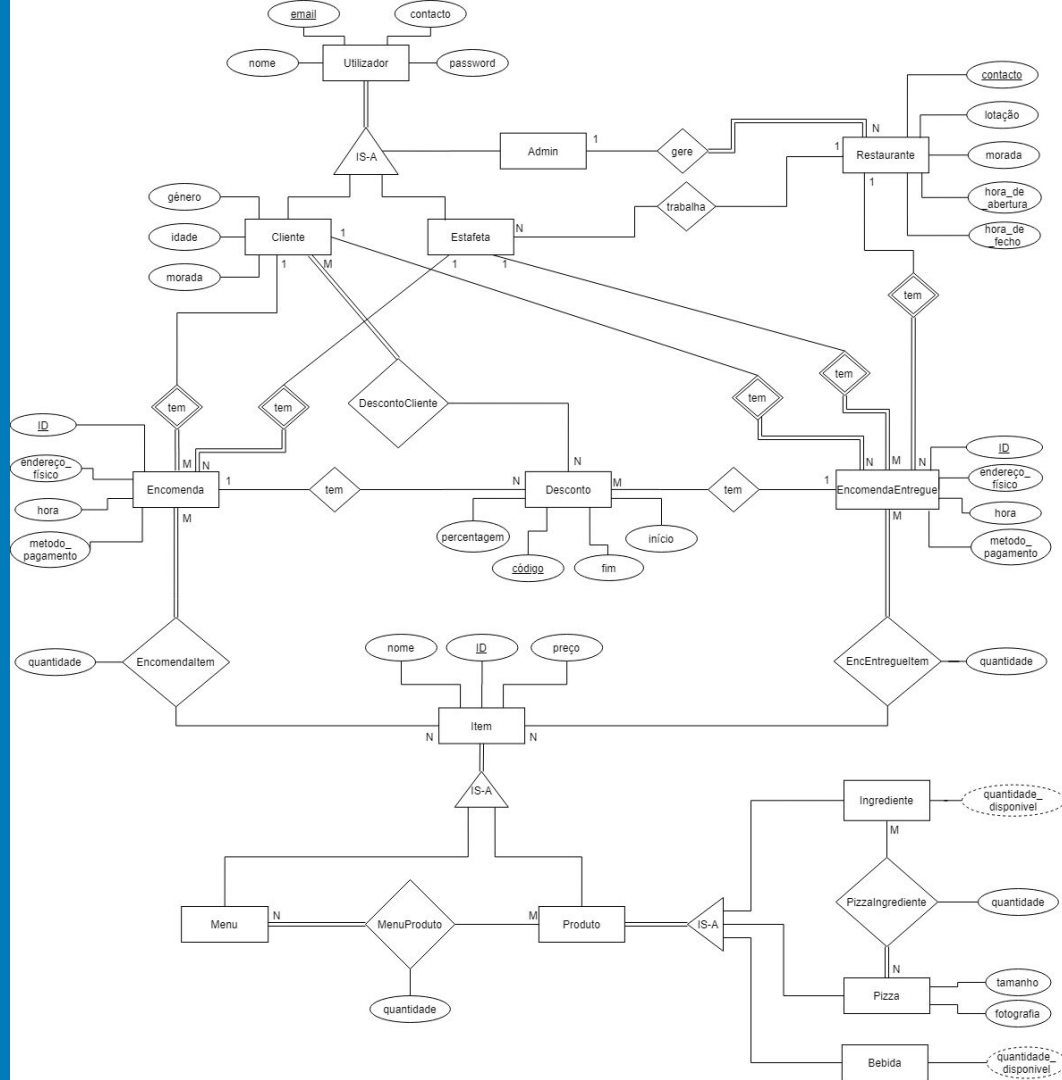 email
contacto
nome
Utilizador
password
contacto
lotação
N
IS-A
Admin
1
gere
1
Restaurante
morada
1
género
hora_de
_abertura
trabalha
idade
Cliente
1
Estafeta
N
hora_de
_fecho
morada
1
M
1
1
tem
tem
tem
tem
tem
DescontoCliente
ID
endereço_
físico
M
N
N
N
M
N
ID
endereço_
físico
Encomenda
1
tem
N
Desconto
M
tem
1
EncomendaEntregue
hora
M
percentagem
início
M
hora
metodo_
pagamento
código
fim
metodo_
pagamento
nome
ID
preço
quantidade
EncomendaItem
EncEntregueItem
quantidade
Item
N
N
IS-A
Ingrediente
quantidade_
disponivel
M
PizzaIngrediente
quantidade
Menu
N
MenuProduto
M
Produto
IS-A
N
quantidade
Pizza
tamanho
fotografia
Bebida
quantidade_
disponivel